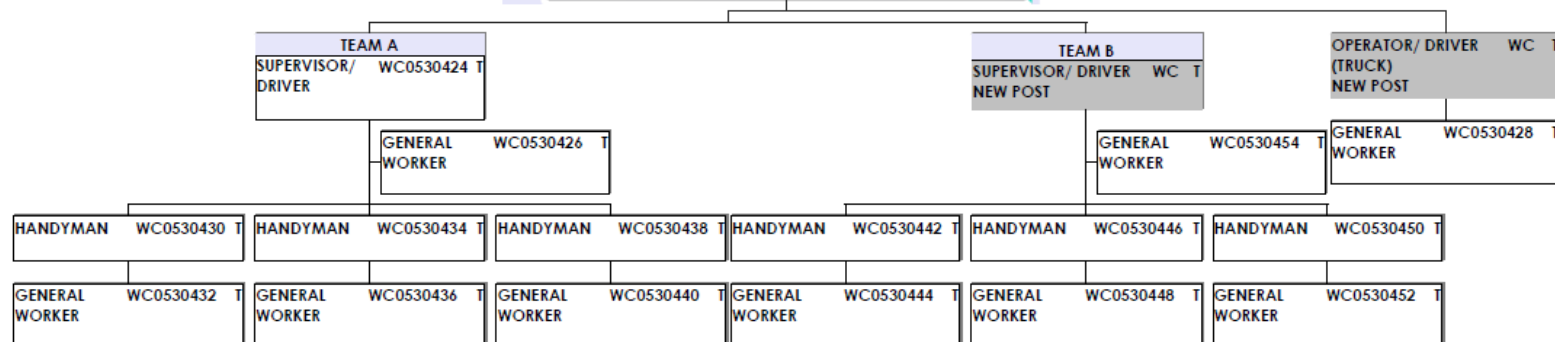 TEAM A
SUPERVISOR/ WC0530424 T
DRIVER
TEAM B
SUPERVISOR/ DRIVER WC T
NEW POST
OPERATOR/ DRIVER WC T
(TRUCK)
NEW POST
GENERAL WC0530426 T
WORKER
GENERAL WC0530454 T
WORKER
GENERAL WC0530428 T
WORKER
HANDYMAN WC0530430 T
HANDYMAN WC0530434 T
HANDYMAN WC0530438 T
HANDYMAN WC0530442 T
HANDYMAN WC0530446 T
HANDYMAN WC0530450 T
GENERAL WC0530432 T
WORKER
GENERAL WC0530436 T
WORKER
GENERAL WC0530440 T
WORKER
GENERAL WC0530444 T
WORKER
GENERAL WC0530448 T
WORKER
GENERAL WC0530452 T
WORKER